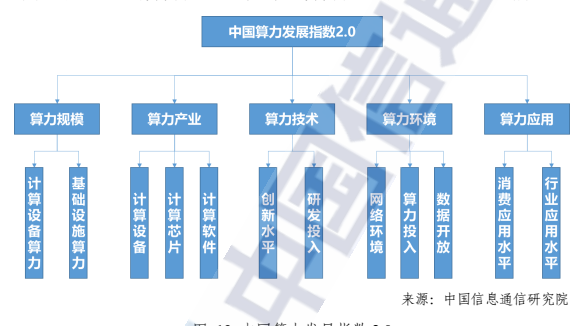 中国算力发展指数2.0
算力规模
算力产业
算力技术
算力环境
算力应用
计算设备算力
基础设施算力
计算设备
计算芯片
计算软件
创新水平
研发投入
网络环境
算力投入
数据开放
消费应用水平
行业应用水平
来源：中国信息通信研究院
中国信通